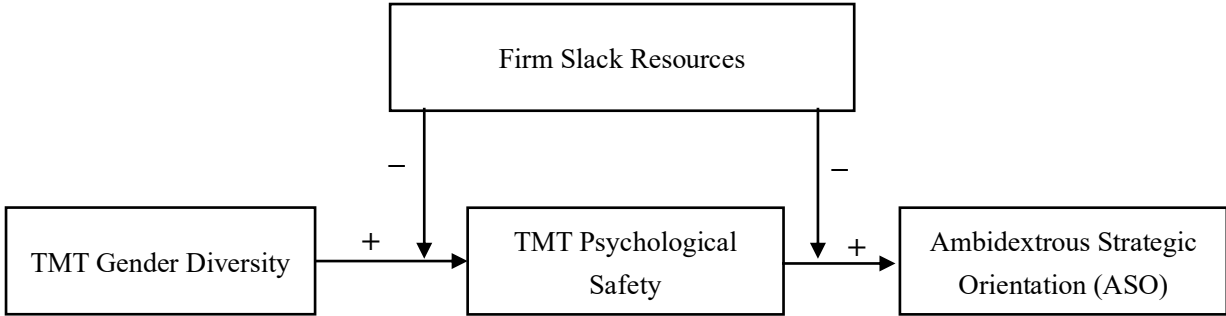 Firm Slack Resources
−
−
TMT Gender Diversity
+
TMT Psychological
Safety
+
Ambidextrous Strategic
Orientation (ASO)